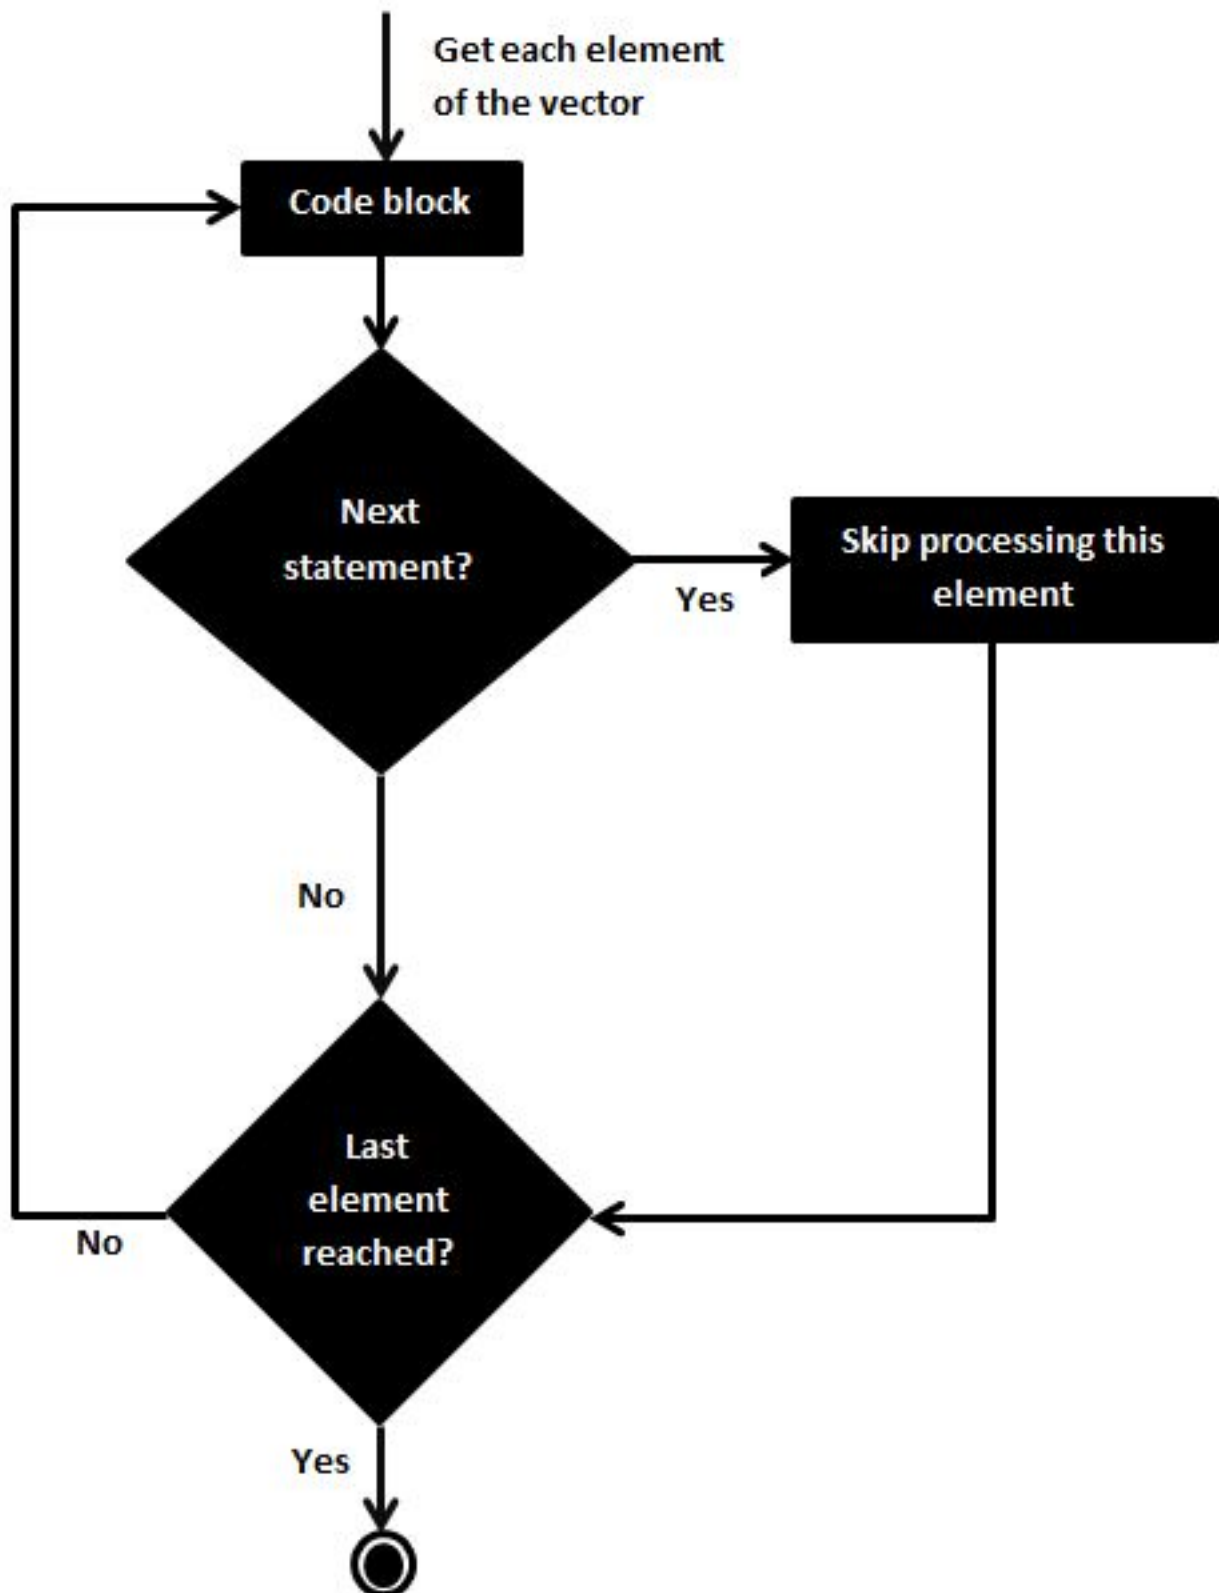 Get each element
of the vector
Code block
Next
statement?
Yes
Skip processing this
element
No
Last
element
reached?
No
Yes